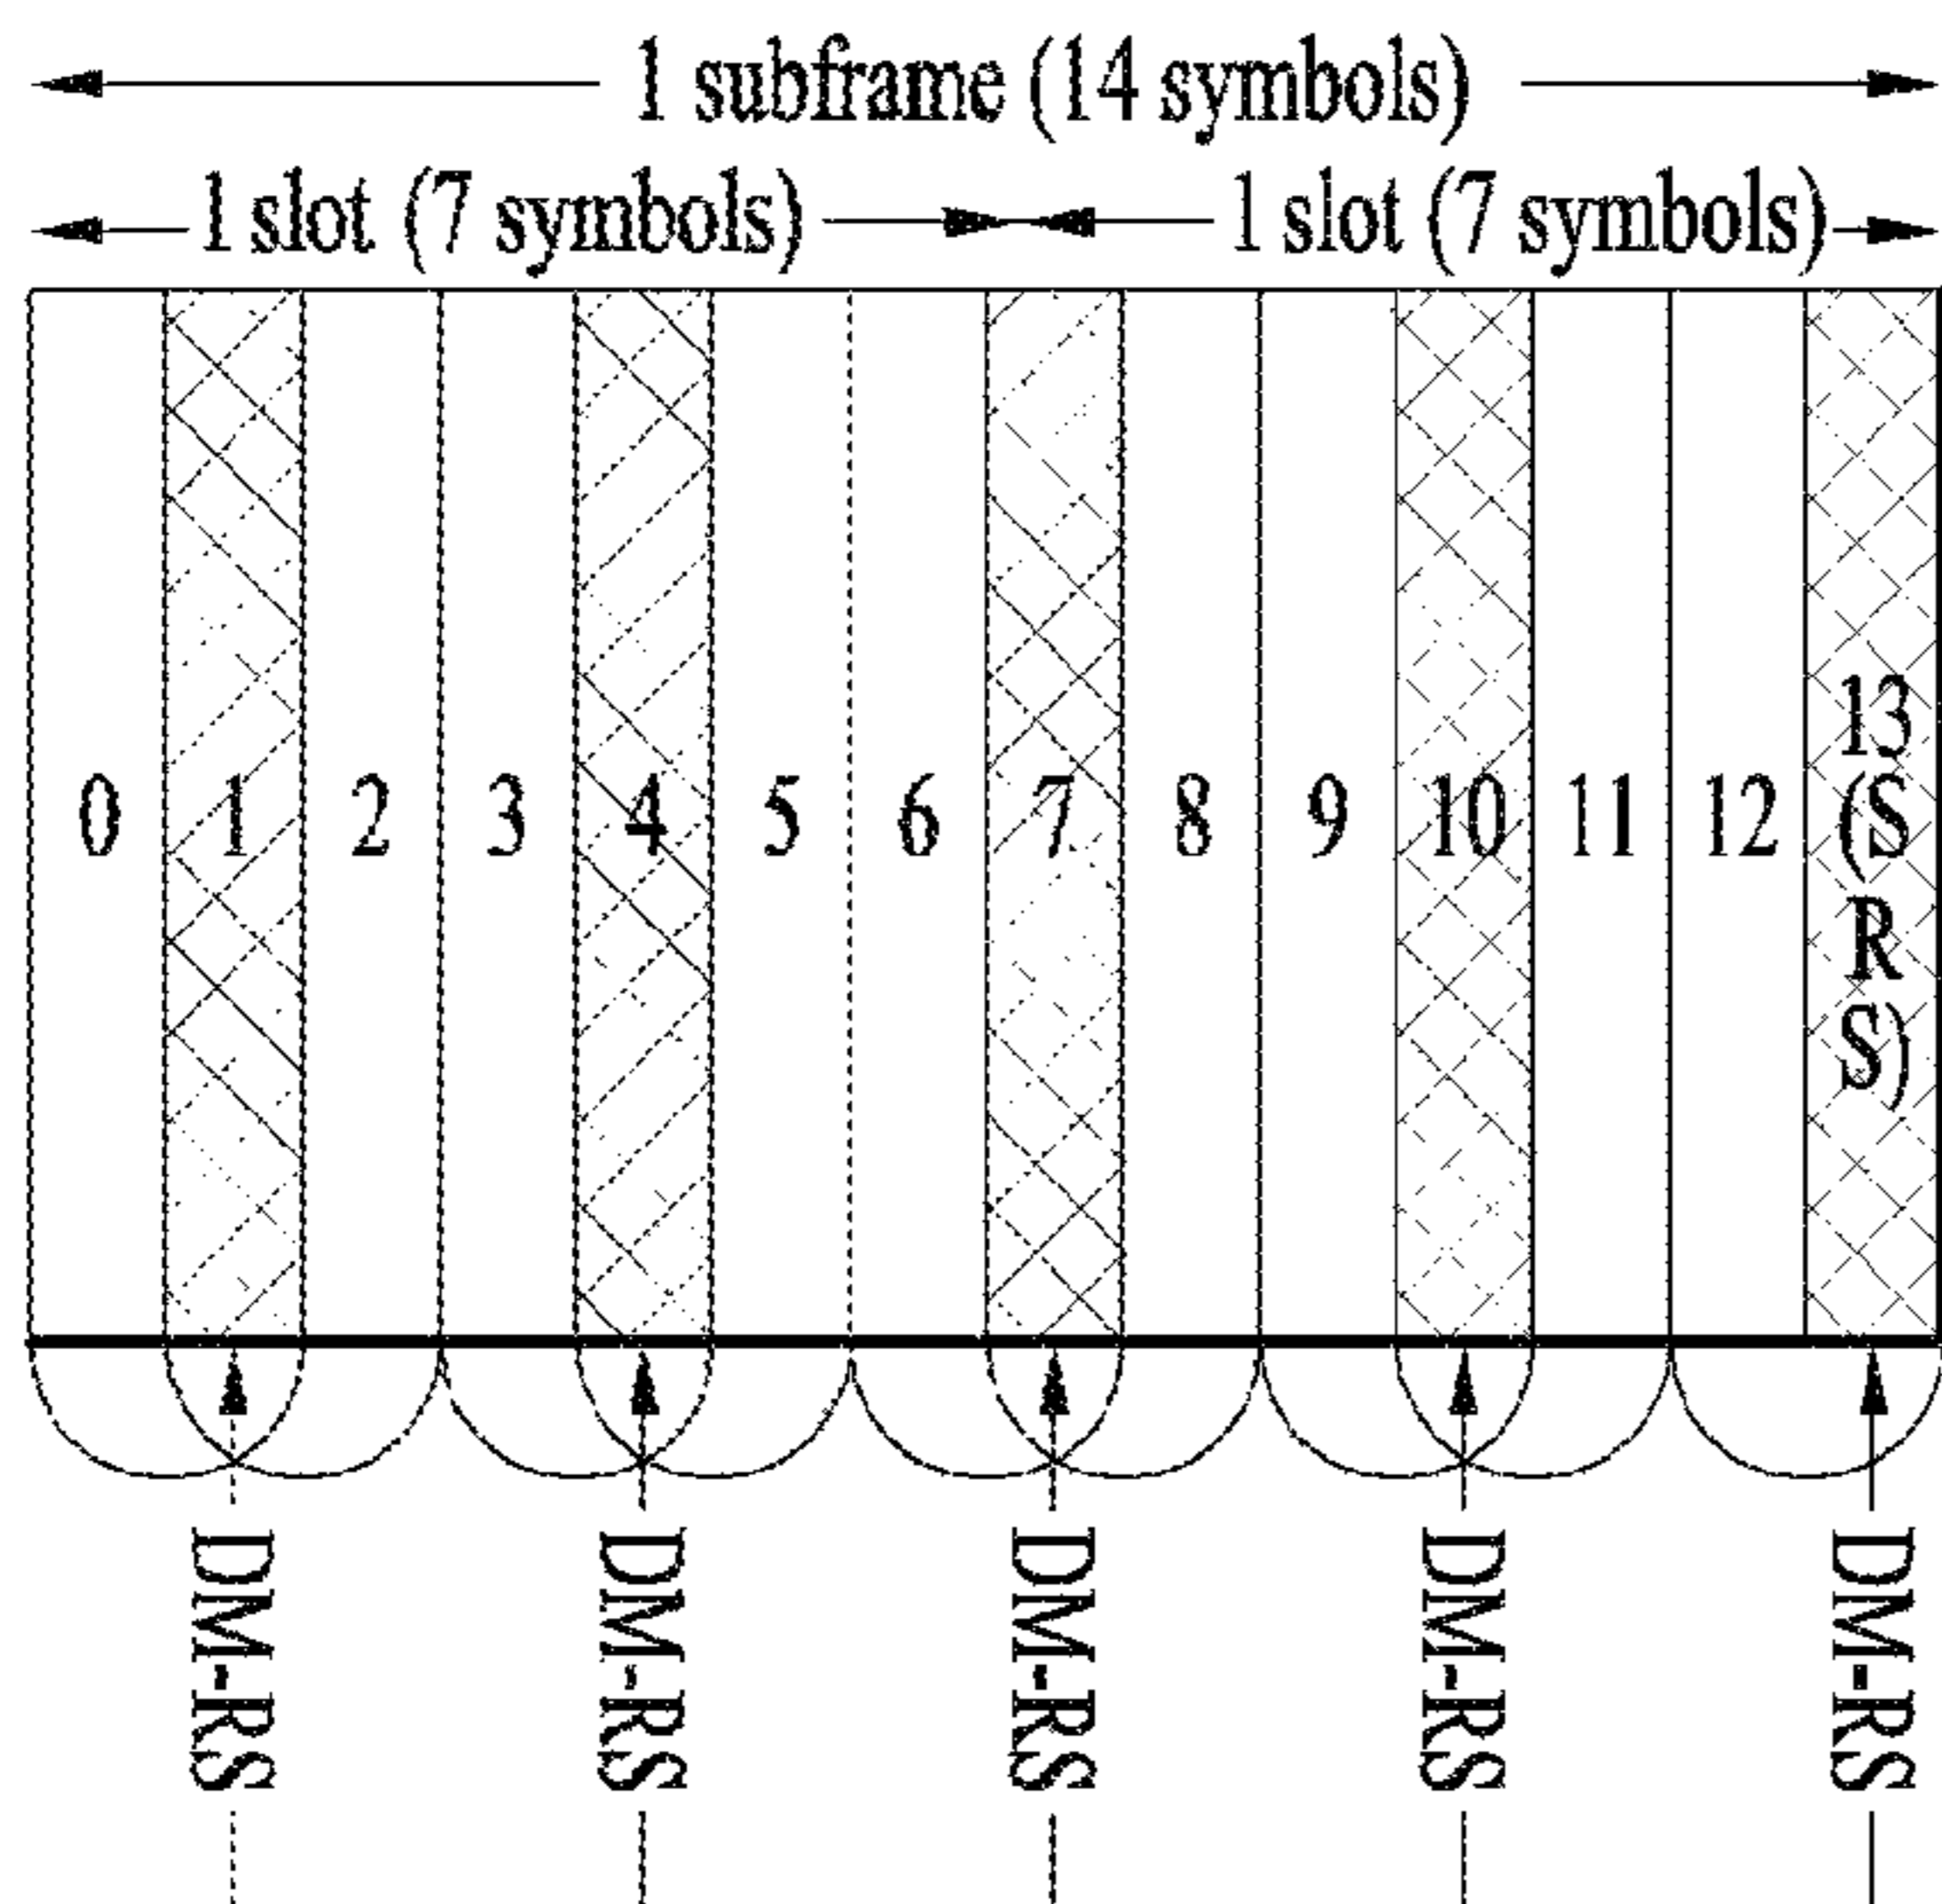 1 subframe (14 symbols)
1 slot (7 symbols) 1 slot (7 symbols)
0 1 2 3 4 5 6 7 8 9 10 11 12 13 (SRS)
DM-RS DM-RS DM-RS DM-RS DM-RS